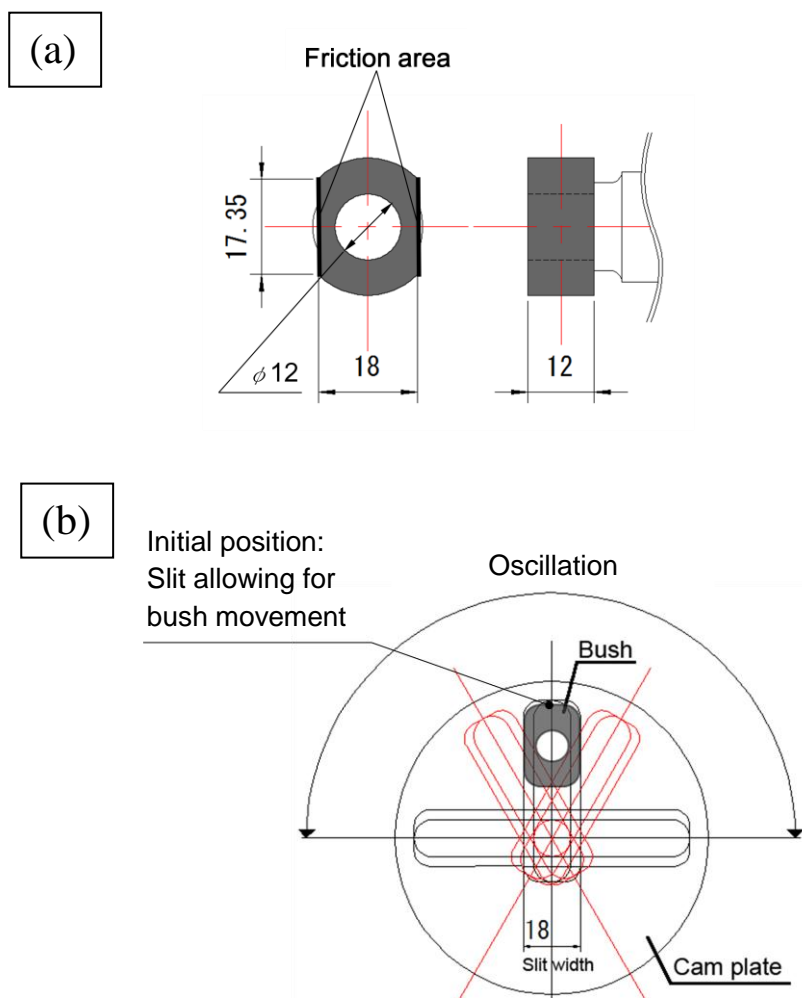 (a)
Friction area
17.35
φ12
18
12
(b)
Initial position:
Slit allowing for
bush movement
Oscillation
Bush
18
Slit width
Cam plate